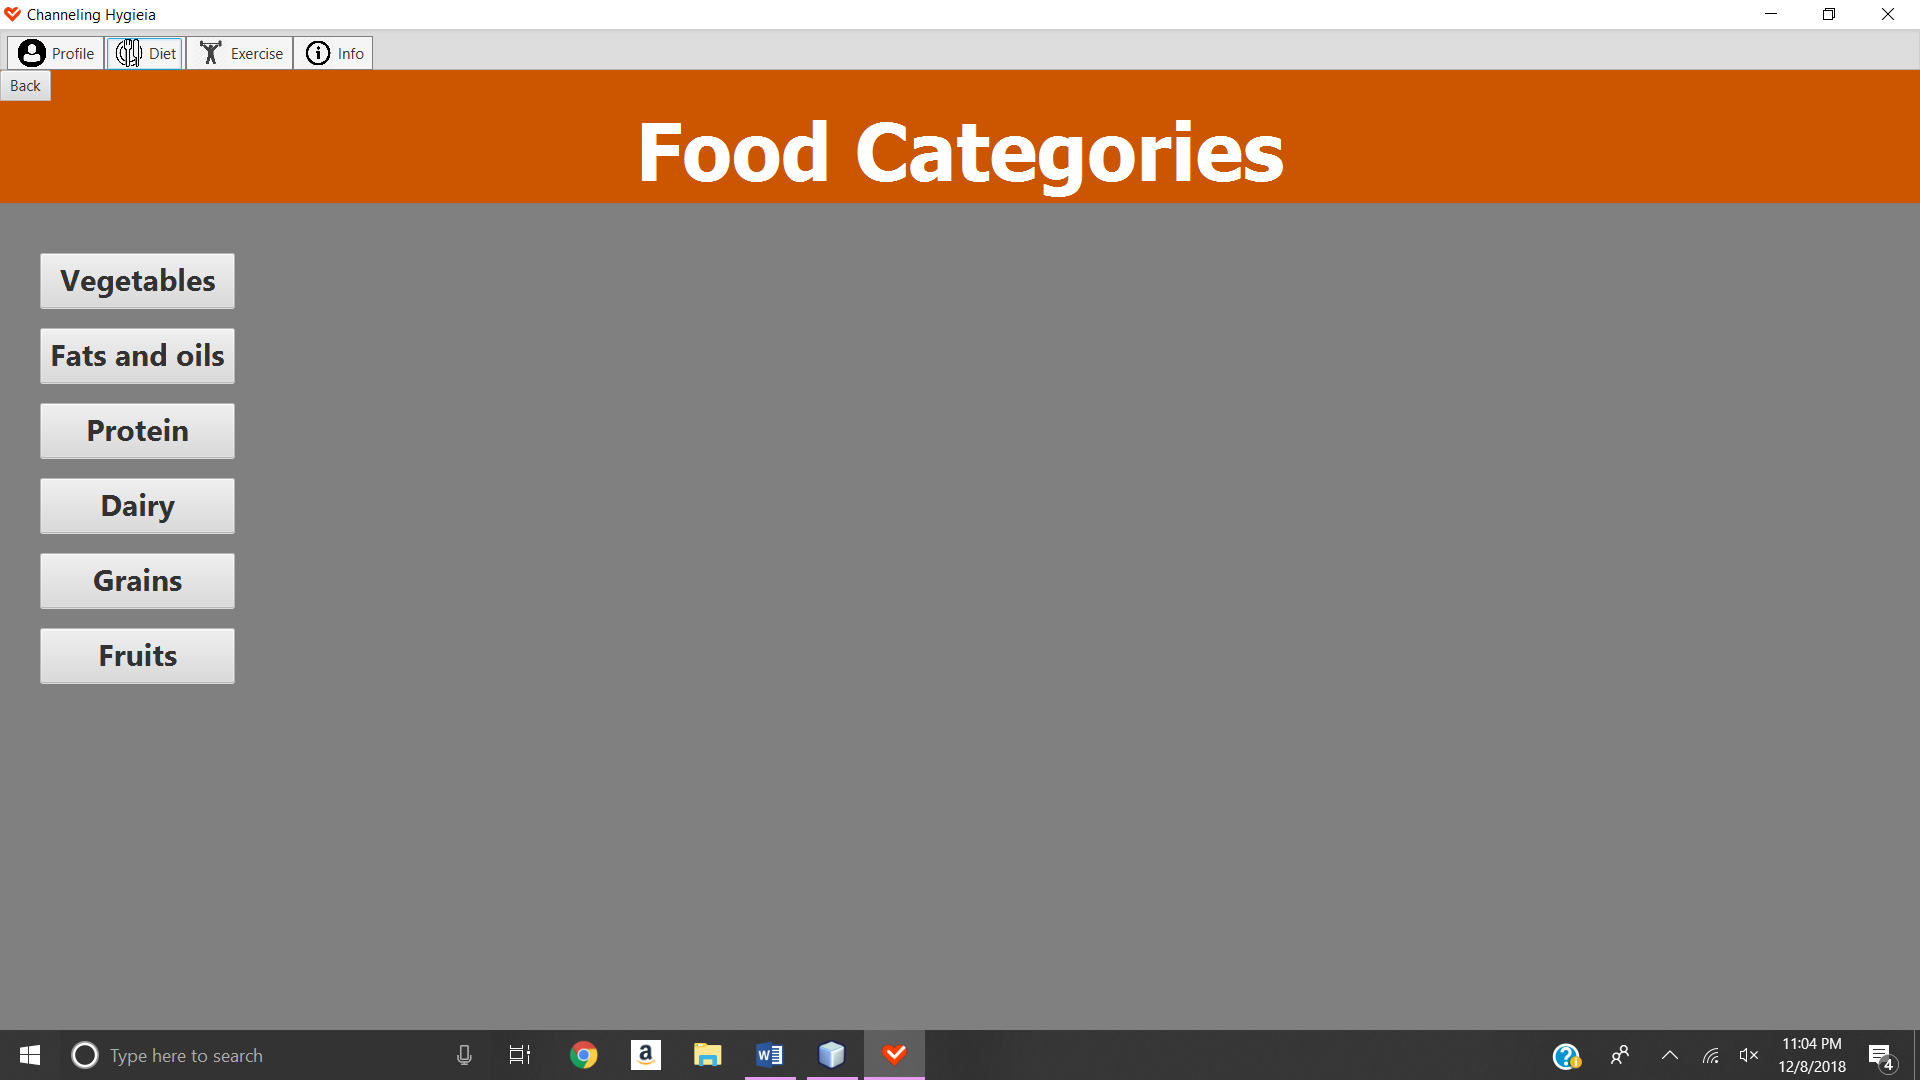 Channeling Hygieia
Profile Diet Exercise Info
Back
Food Categories
Vegetables
Fats and oils
Protein
Dairy
Grains
Fruits
Type here to search
11:04 PM
12/8/2018
4